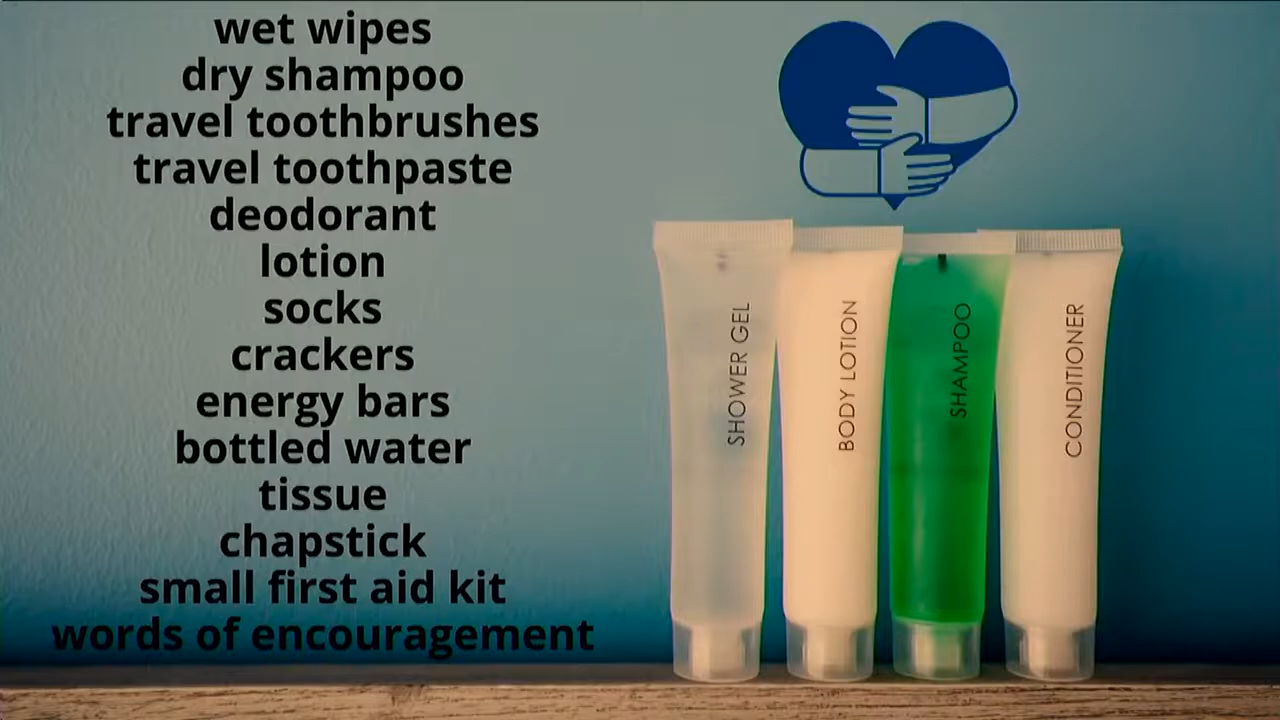 wet wipes
dry shampoo
travel toothbrushes
travel toothpaste
deodorant
lotion
socks
crackers
energy bars
bottled water
tissue
chapstick
small first aid kit
words of encouragement
SHOWER GEL
BODY LOTION
SHAMPOO
CONDITIONER